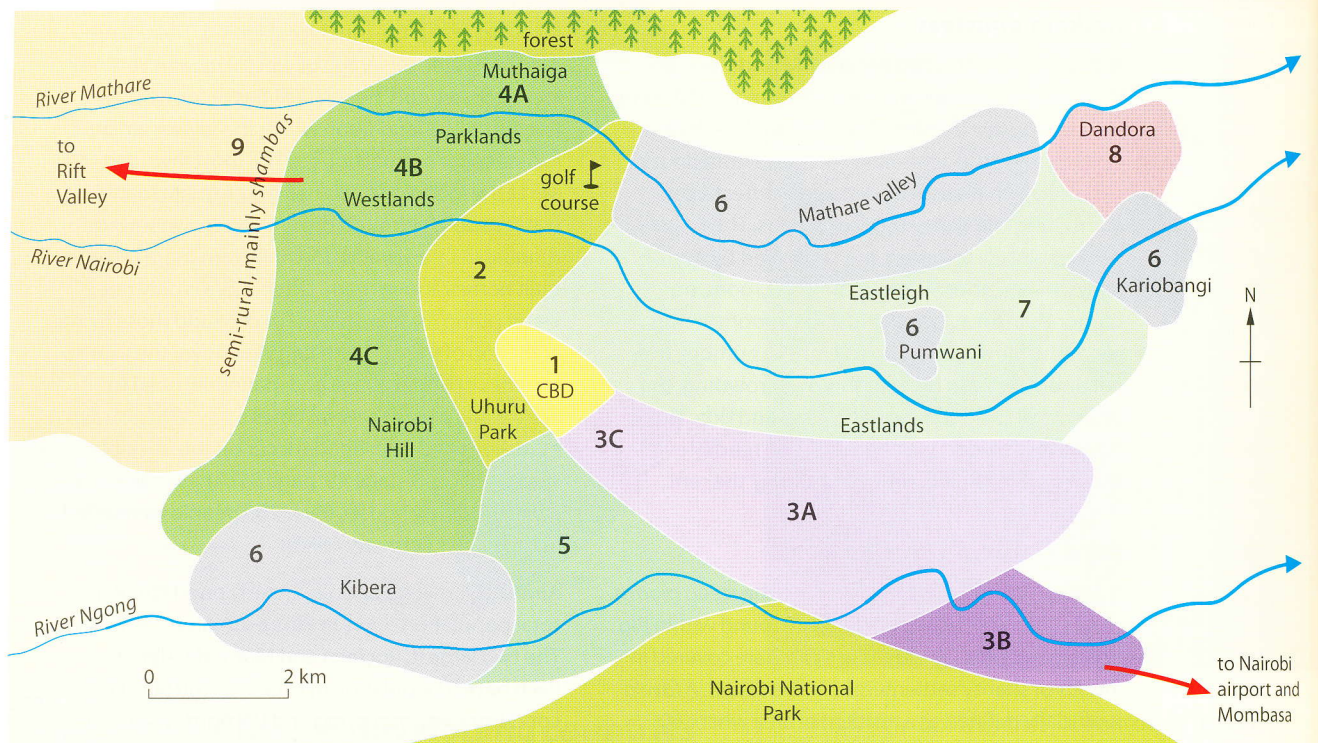 forest
Muthaiga
4A
River Mathare
Parklands
Dandora
8
to
Rift
Valley
9
semi-rural, mainly shambas
4B
Westlands
golf
course
6
Mathare valley
River Nairobi
2
6
Kariobangi
Eastleigh
7
6
Pumwani
N
4C
1
CBD
Uhuru
Park
Nairobi
Hill
Eastlands
3C
3A
5
6
Kibera
River Ngong
3B
0
2 km
Nairobi National
Park
to Nairobi
airport and
Mombasa